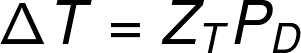 ΔT = Z_T P_D